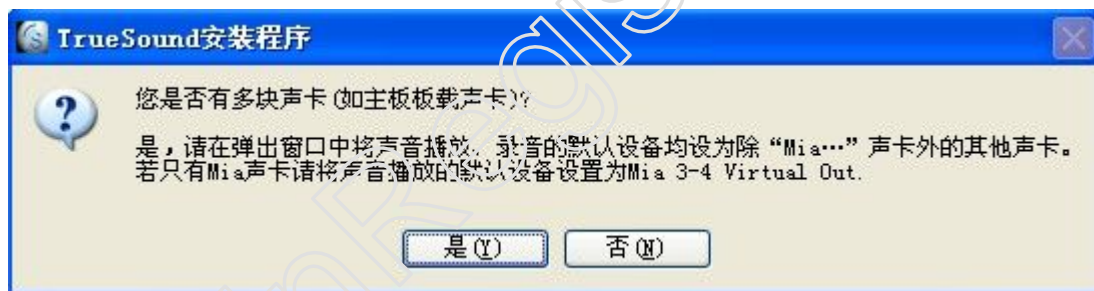 TrueSound安装程序
您是否有多块声卡(如主板板载声卡)?
是，请在弹出窗口中将声音播放、录音的默认设备均设为除“Mia…”声卡外的其他声卡。
若只有Mia声卡请将声音播放的默认设备设置为Mia 3-4 Virtual Out.
是(Y) 否(N)